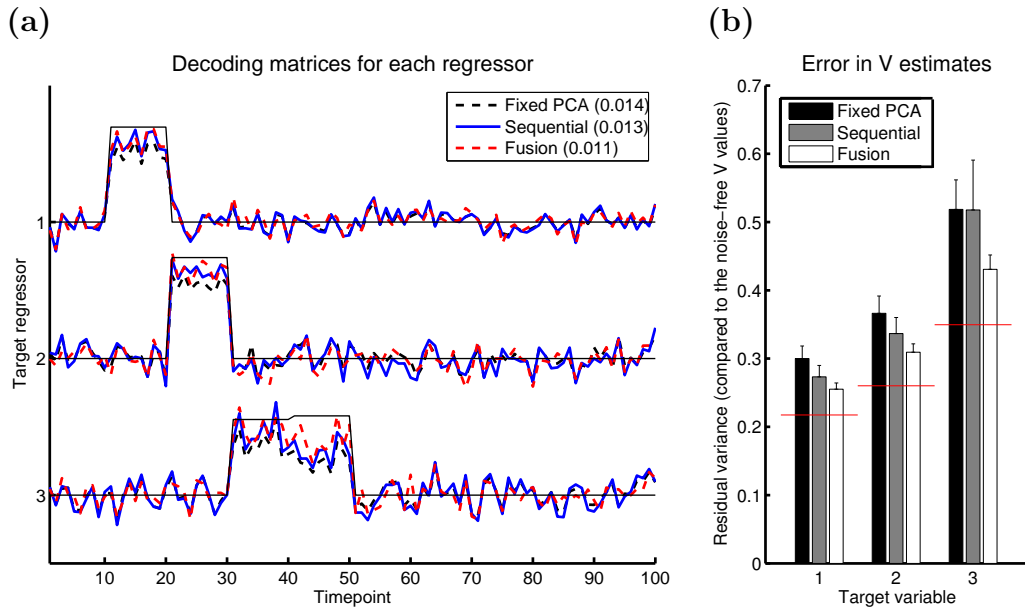 (a)
Decoding matrices for each regressor
Fixed PCA (0.014)
Sequential (0.013)
Fusion (0.011)
Target regressor
1
2
3
10 20 30 40 50 60 70 80 90 100
Timepoint
(b)
Error in V estimates
Fixed PCA
Sequential
Fusion
Residual variance (compared to the noise−free V values)
0.7
0.6
0.5
0.4
0.3
0.2
0.1
0
1 2 3
Target variable